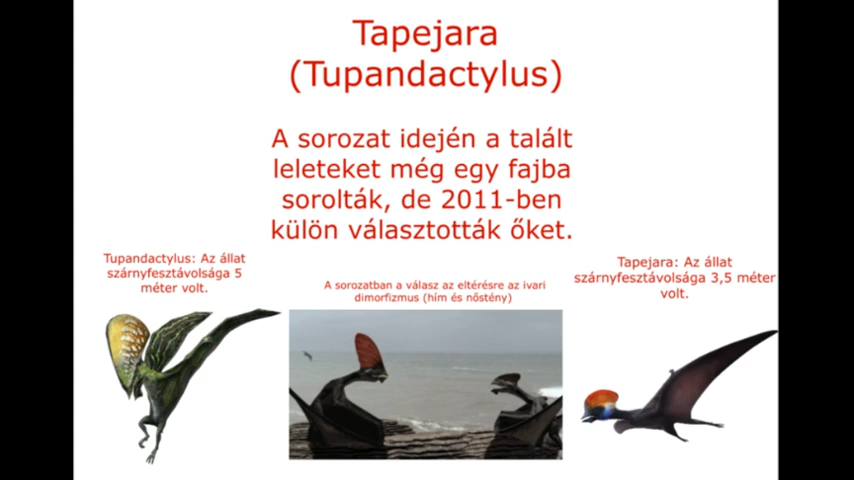 Tapejara
(Tupandactylus)
A sorozat idején a talált
leleteket még egy fajba
sorolták, de 2011-ben
külön választották őket.
Tupandactylus: Az állat
szárnyfesztávolsága 5
méter volt.
A sorozatban a válasz az eltérésre az ivari
dimorfizmus (hím és nőstény)
Tapejara: Az állat
szárnyfesztávolsága 3,5 méter
volt.